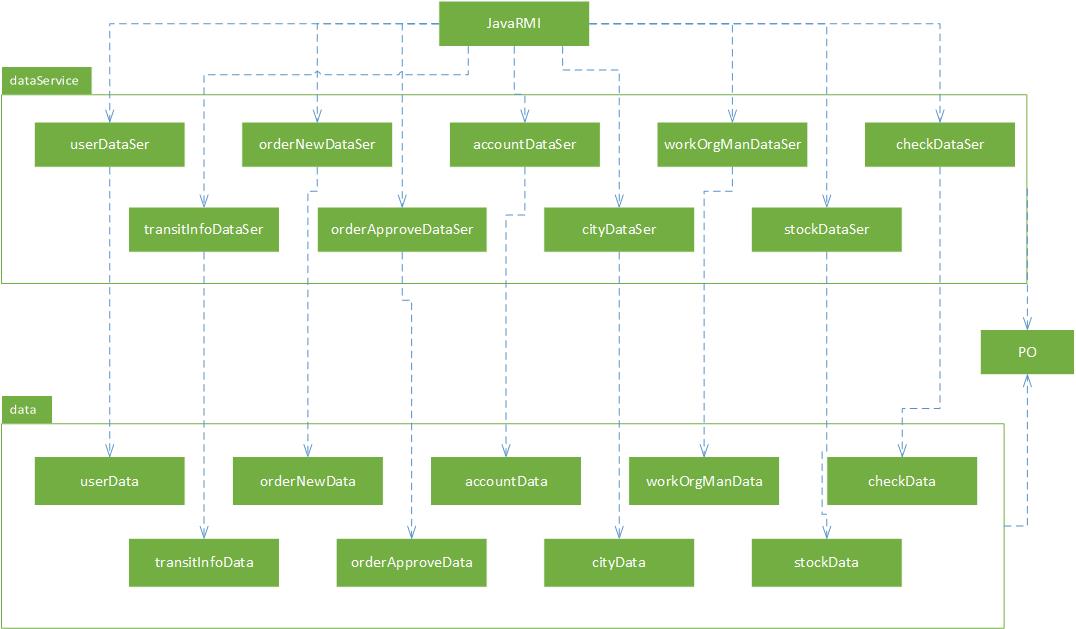 JavaRMI
dataService
userDataSer
orderNewDataSer
accountDataSer
workOrgManDataSer
checkDataSer
transitInfoDataSer
orderApproveDataSer
cityDataSer
stockDataSer
PO
data
userData
orderNewData
accountData
workOrgManData
checkData
transitInfoData
orderApproveData
cityData
stockData